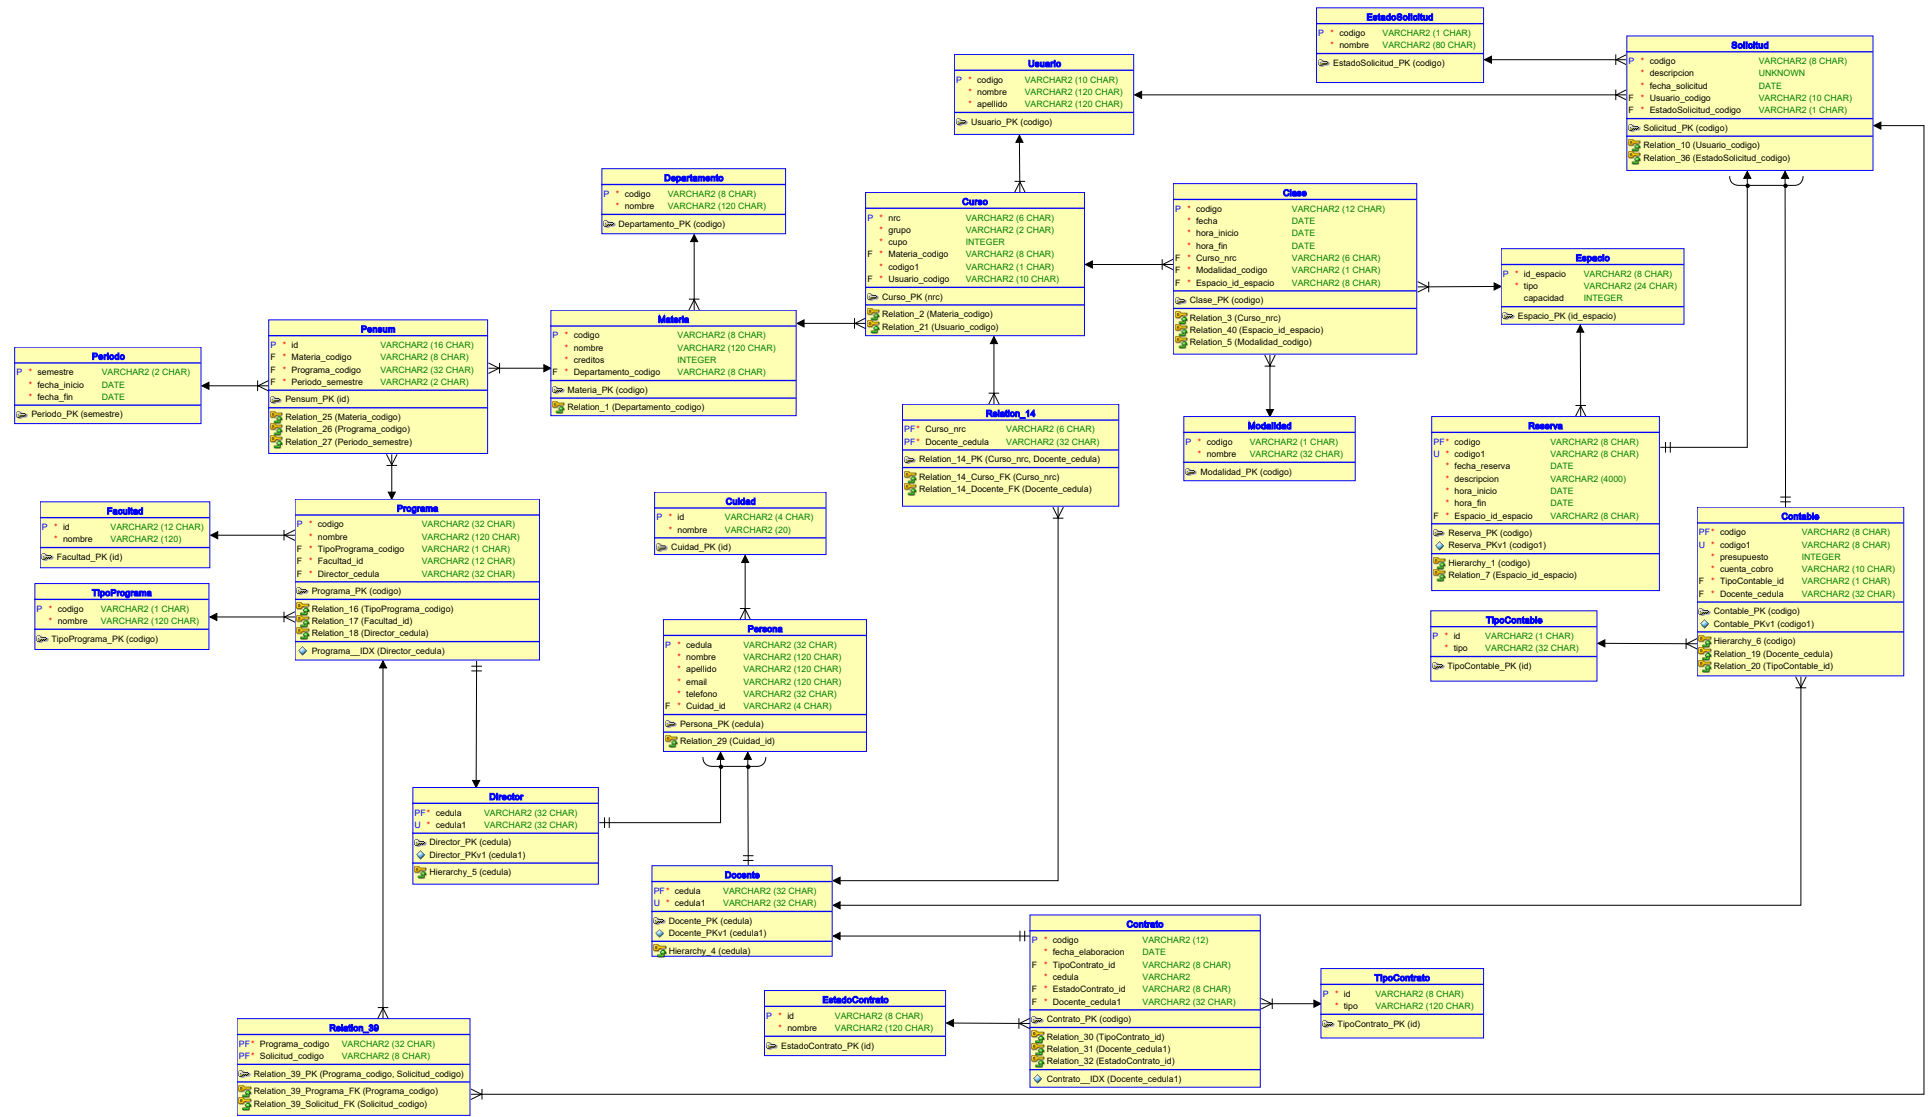 EstadoSolicitud
P * codigo VARCHAR2 (1 CHAR)
* nombre VARCHAR2 (80 CHAR)
EstadoSolicitud_PK (codigo)
Solicitud
P * codigo VARCHAR2 (8 CHAR)
* descripcion UNKNOWN
* fecha_solicitud DATE
F * Usuario_codigo VARCHAR2 (10 CHAR)
F * EstadoSolicitud_codigo VARCHAR2 (1 CHAR)
Solicitud_PK (codigo)
Relation_10 (Usuario_codigo)
Relation_36 (EstadoSolicitud_codigo)
Usuario
P * codigo VARCHAR2 (10 CHAR)
* nombre VARCHAR2 (120 CHAR)
* apellido VARCHAR2 (120 CHAR)
Usuario_PK (codigo)
Departamento
P * codigo VARCHAR2 (8 CHAR)
* nombre VARCHAR2 (120 CHAR)
Departamento_PK (codigo)
Curso
P * nrc VARCHAR2 (6 CHAR)
* grupo VARCHAR2 (2 CHAR)
* cupo INTEGER
F * Materia_codigo VARCHAR2 (8 CHAR)
* codigo1 VARCHAR2 (1 CHAR)
F * Usuario_codigo VARCHAR2 (10 CHAR)
Curso_PK (nrc)
Relation_2 (Materia_codigo)
Relation_21 (Usuario_codigo)
Clase
P * codigo VARCHAR2 (12 CHAR)
* fecha DATE
* hora_inicio DATE
* hora_fin DATE
F * Curso_nrc VARCHAR2 (6 CHAR)
F * Modalidad_codigo VARCHAR2 (1 CHAR)
F * Espacio_id_espacio VARCHAR2 (8 CHAR)
Clase_PK (codigo)
Relation_3 (Curso_nrc)
Relation_40 (Espacio_id_espacio)
Relation_5 (Modalidad_codigo)
Espacio
P * id_espacio VARCHAR2 (8 CHAR)
* tipo VARCHAR2 (24 CHAR)
capacidad INTEGER
Espacio_PK (id_espacio)
Materia
P * codigo VARCHAR2 (8 CHAR)
* nombre VARCHAR2 (120 CHAR)
* creditos INTEGER
F * Departamento_codigo VARCHAR2 (8 CHAR)
Materia_PK (codigo)
Relation_1 (Departamento_codigo)
Pensum
P * id VARCHAR2 (16 CHAR)
F * Materia_codigo VARCHAR2 (8 CHAR)
F * Programa_codigo VARCHAR2 (32 CHAR)
F * Periodo_semestre VARCHAR2 (2 CHAR)
Pensum_PK (id)
Relation_25 (Materia_codigo)
Relation_26 (Programa_codigo)
Relation_27 (Periodo_semestre)
Periodo
P * semestre VARCHAR2 (2 CHAR)
* fecha_inicio DATE
* fecha_fin DATE
Periodo_PK (semestre)
Relation_14
PF* Curso_nrc VARCHAR2 (6 CHAR)
PF* Docente_cedula VARCHAR2 (32 CHAR)
Relation_14_PK (Curso_nrc, Docente_cedula)
Relation_14_Curso_FK (Curso_nrc)
Relation_14_Docente_FK (Docente_cedula)
Modalidad
P * codigo VARCHAR2 (1 CHAR)
* nombre VARCHAR2 (32 CHAR)
Modalidad_PK (codigo)
Reserva
PF* codigo VARCHAR2 (8 CHAR)
U * codigo1 VARCHAR2 (8 CHAR)
* fecha_reserva DATE
* descripcion VARCHAR (4000)
* hora_inicio DATE
* hora_fin DATE
F * Espacio_id_espacio VARCHAR2 (8 CHAR)
Reserva_PK (codigo)
Reserva_PKv1 (codigo1)
Hierarchy_1 (codigo)
Relation_7 (Espacio_id_espacio)
Facultad
P * id VARCHAR2 (12 CHAR)
* nombre VARCHAR2 (120)
Facultad_PK (id)
Programa
P * codigo VARCHAR2 (32 CHAR)
* nombre VARCHAR2 (120 CHAR)
F * TipoPrograma_codigo VARCHAR2 (1 CHAR)
F * Facultad_id VARCHAR2 (12 CHAR)
F * Director_cedula VARCHAR2 (32 CHAR)
Programa_PK (codigo)
Relation_16 (TipoPrograma_codigo)
Relation_17 (Facultad_id)
Relation_18 (Director_cedula)
Programa__IDX (Director_cedula)
Cuidad
P * id VARCHAR2 (4 CHAR)
* nombre VARCHAR2 (20)
Cuidad_PK (id)
Contable
PF* codigo VARCHAR2 (8 CHAR)
U * codigo1 VARCHAR2 (8 CHAR)
* presupuesto INTEGER
* cuenta_cobro VARCHAR2 (10 CHAR)
F * TipoContable_id VARCHAR2 (1 CHAR)
F * Docente_cedula VARCHAR2 (32 CHAR)
Contable_PK (codigo)
Contable_PKv1 (codigo1)
Hierarchy_6 (codigo)
Relation_19 (Docente_cedula)
Relation_20 (TipoContable_id)
TipoPrograma
P * codigo VARCHAR2 (1 CHAR)
* nombre VARCHAR2 (120 CHAR)
TipoPrograma_PK (codigo)
TipoContable
P * id VARCHAR2 (1 CHAR)
* tipo VARCHAR2 (32 CHAR)
TipoContable_PK (id)
Persona
P * cedula VARCHAR2 (32 CHAR)
* nombre VARCHAR2 (120 CHAR)
* apellido VARCHAR2 (120 CHAR)
* email VARCHAR2 (120 CHAR)
* telefono VARCHAR2 (32 CHAR)
F * Cuidad_id VARCHAR2 (4 CHAR)
Persona_PK (cedula)
Relation_29 (Cuidad_id)
Director
PF* cedula VARCHAR2 (32 CHAR)
U * cedula1 VARCHAR2 (32 CHAR)
Director_PK (cedula)
Director_PKv1 (cedula1)
Hierarchy_5 (cedula)
Docente
PF* cedula VARCHAR2 (32 CHAR)
U * cedula1 VARCHAR2 (32 CHAR)
Docente_PK (cedula)
Docente_PKv1 (cedula1)
Hierarchy_4 (cedula)
Contrato
P * codigo VARCHAR2 (12)
* fecha_elaboracion DATE
F * TipoContrato_id VARCHAR2 (8 CHAR)
* cedula VARCHAR2
F * EstadoContrato_id VARCHAR2 (8 CHAR)
F * Docente_cedula1 VARCHAR2 (32 CHAR)
Contrato_PK (codigo)
Relation_30 (TipoContrato_id)
Relation_31 (Docente_cedula1)
Relation_32 (EstadoContrato_id)
Contrato__IDX (Docente_cedula1)
TipoContrato
P * id VARCHAR2 (8 CHAR)
* tipo VARCHAR2 (120 CHAR)
TipoContrato_PK (id)
EstadoContrato
P * id VARCHAR2 (8 CHAR)
* nombre VARCHAR2 (120 CHAR)
EstadoContrato_PK (id)
Relation_39
PF* Programa_codigo VARCHAR2 (32 CHAR)
PF* Solicitud_codigo VARCHAR2 (8 CHAR)
Relation_39_PK (Programa_codigo, Solicitud_codigo)
Relation_39_Programa_FK (Programa_codigo)
Relation_39_Solicitud_FK (Solicitud_codigo)